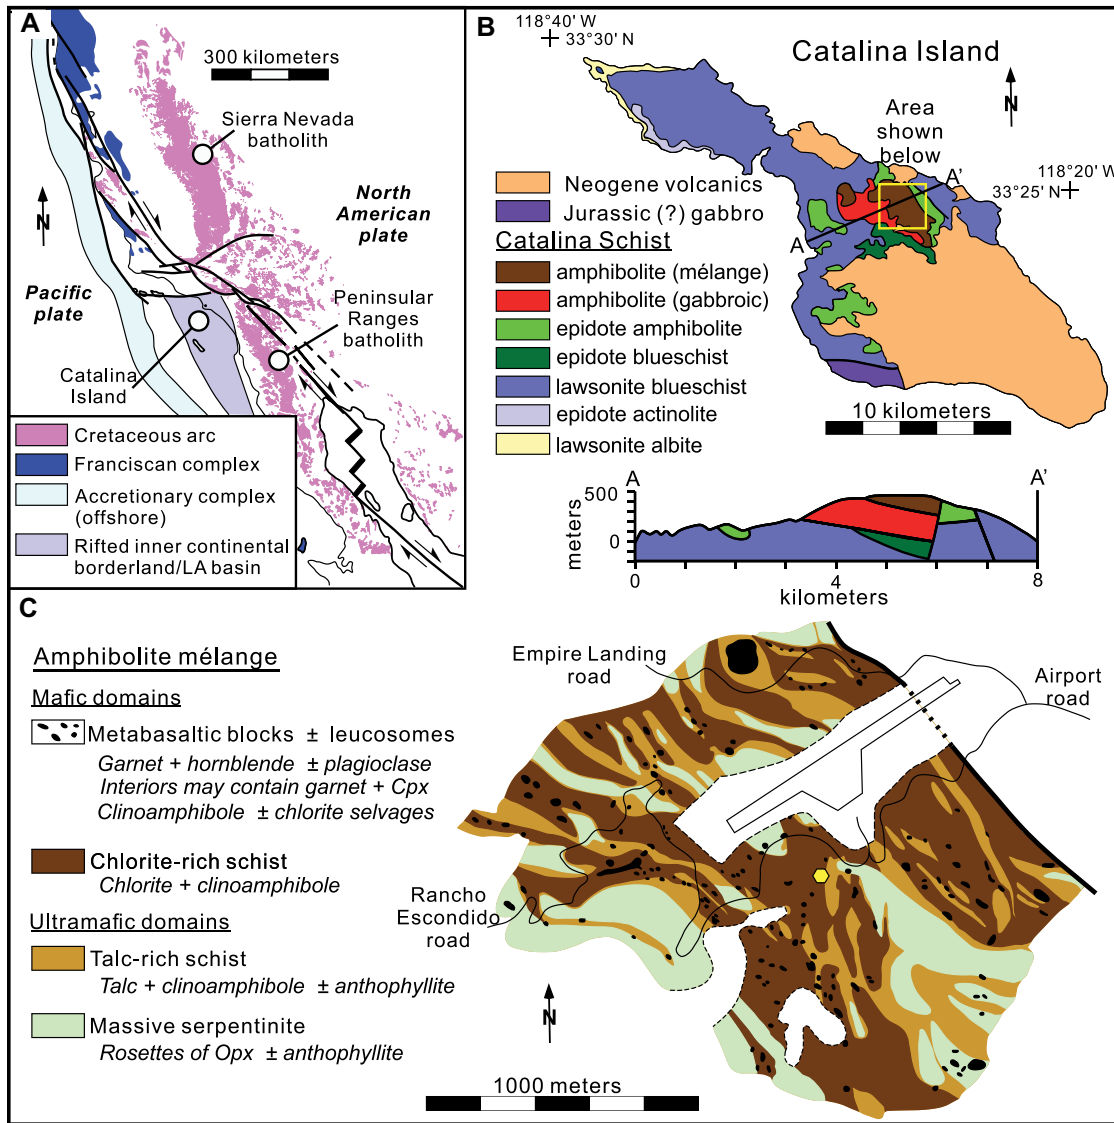 A
300 kilometers
Sierra Nevada
batholith
N
North
American
plate
Pacific
plate
Peninsular
Ranges
batholith
Catalina
Island
Cretaceous arc
Franciscan complex
Accretionary complex
(offshore)
Rifted inner continental
borderland/LA basin
B
118°40' W
33°30' N
Catalina Island
N
Area
shown
below
118°20' W
33°25' N
A
A'
Neogene volcanics
Jurassic (?) gabbro
Catalina Schist
amphibolite (mélange)
amphibolite (gabbroic)
epidote amphibolite
epidote blueschist
lawsonite blueschist
epidote actinolite
lawsonite albite
10 kilometers
A
A'
500
0
meters
0
4
8
kilometers
C
Amphibolite mélange
Mafic domains
Metabasaltic blocks ± leucosomes
Garnet + hornblende ± plagioclase
Interiors may contain garnet + Cpx
Clinoamphibole ± chlorite selvages
Chlorite-rich schist
Chlorite + clinoamphibole
Ultramafic domains
Talc-rich schist
Talc + clinoamphibole ± anthophyllite
Massive serpentinite
Rosettes of Opx ± anthophyllite
Empire Landing
road
Airport
road
Rancho
Escondido
road
N
1000 meters